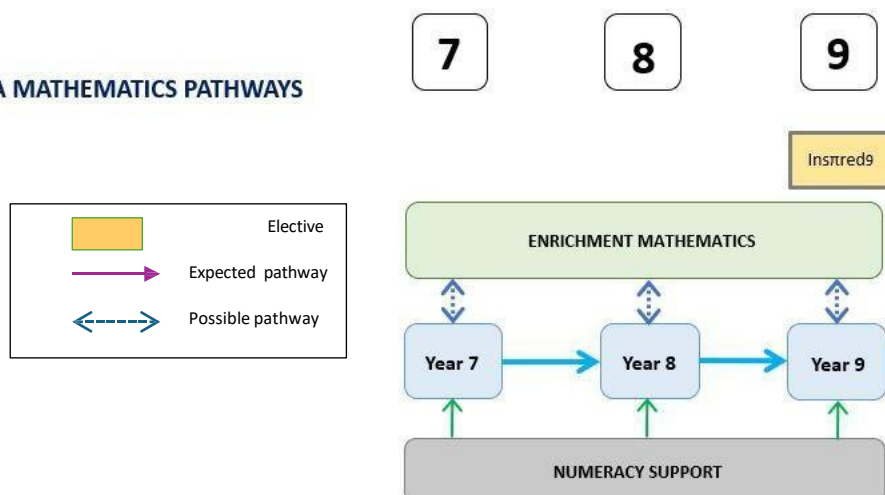 7 8 9
A MATHEMATICS PATHWAYS
Insπred9
Elective
Expected pathway
Possible pathway
ENRICHMENT MATHEMATICS
Year 7 Year 8 Year 9
NUMERACY SUPPORT